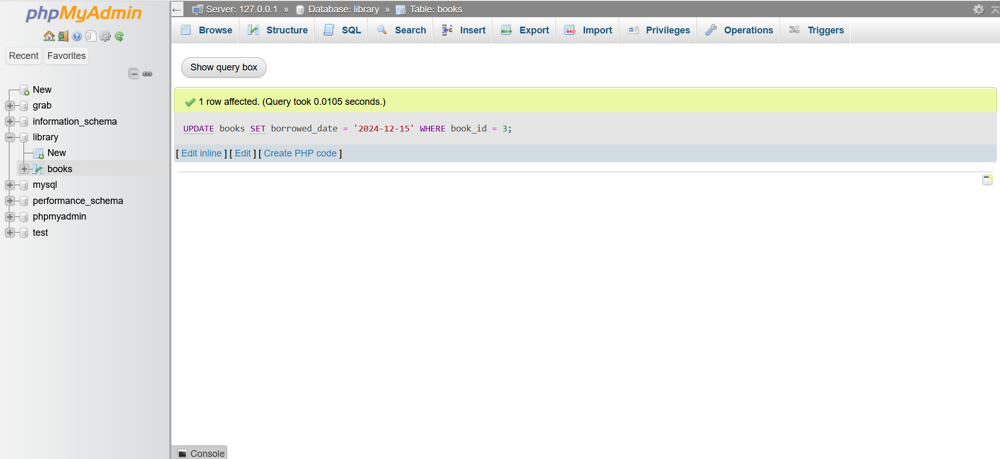 phpMyAdmin
Recent Favorites
New
grab
information_schema
library
New
books
mysql
performance_schema
phpmyadmin
test
← Server: 127.0.0.1 » Database: library » Table: books
Browse Structure SQL Search Insert Export Import Privileges Operations Triggers
Show query box
1 row affected. (Query took 0.0105 seconds.)
UPDATE books SET borrowed_date = '2024-12-15' WHERE book_id = 3;
[ Edit inline ] [ Edit ] [ Create PHP code ]
Console